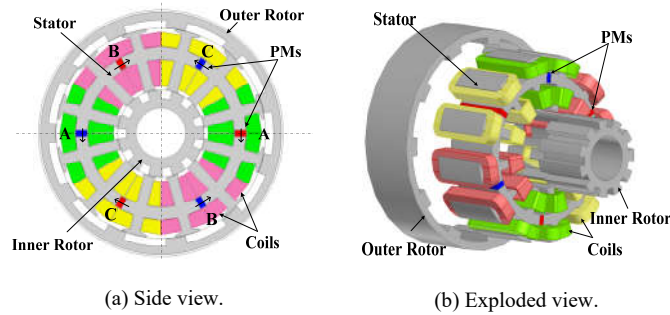 Outer Rotor
Stator
B
C
PMs
A
A
C
B
Inner Rotor
Coils
(a) Side view.
Stator
PMs
Inner Rotor
Outer Rotor
Coils
(b) Exploded view.